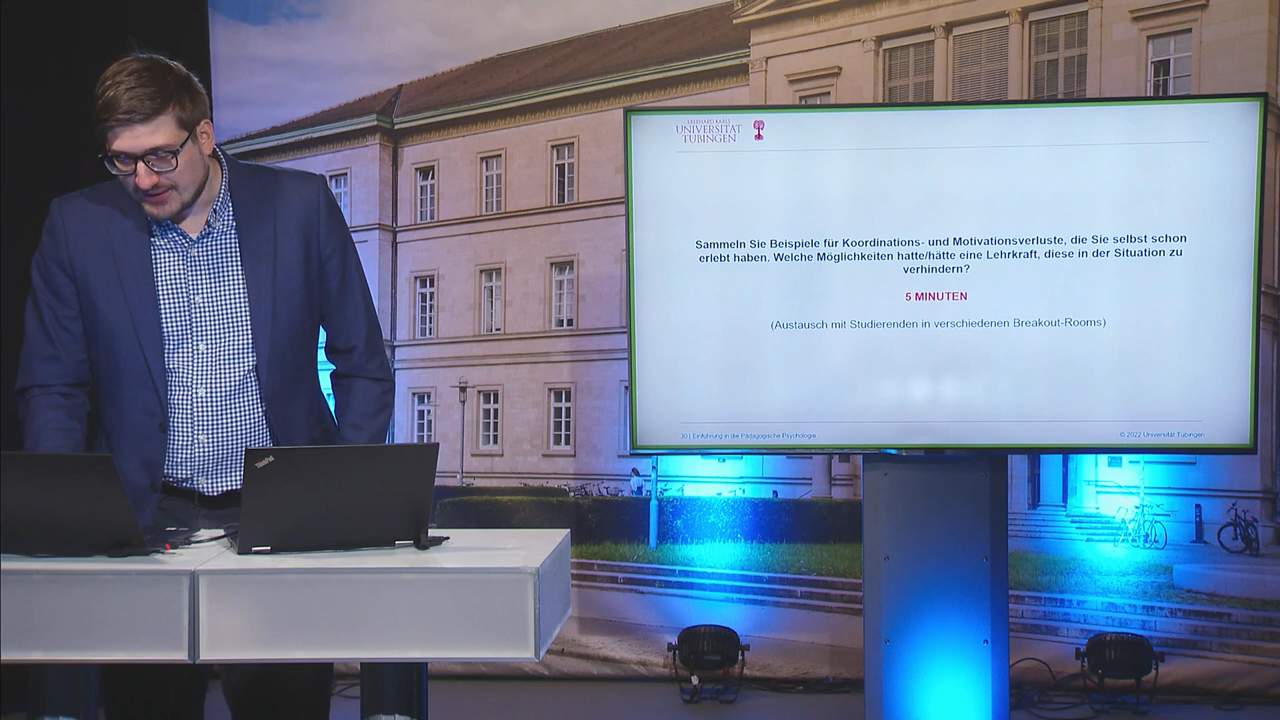 EBERHARD KARLS
UNIVERSITÄT
TÜBINGEN
Sammeln Sie Beispiele für Koordinations- und Motivationsverluste, die Sie selbst schon
erlebt haben. Welche Möglichkeiten hatte/hätte eine Lehrkraft, diese in der Situation zu
verhindern?
5 MINUTEN
(Austausch mit Studierenden in verschiedenen Breakout-Rooms)
30 | Einführung in die Pädagogische Psychologie
© 2022 Universität Tübingen
ThinkPad